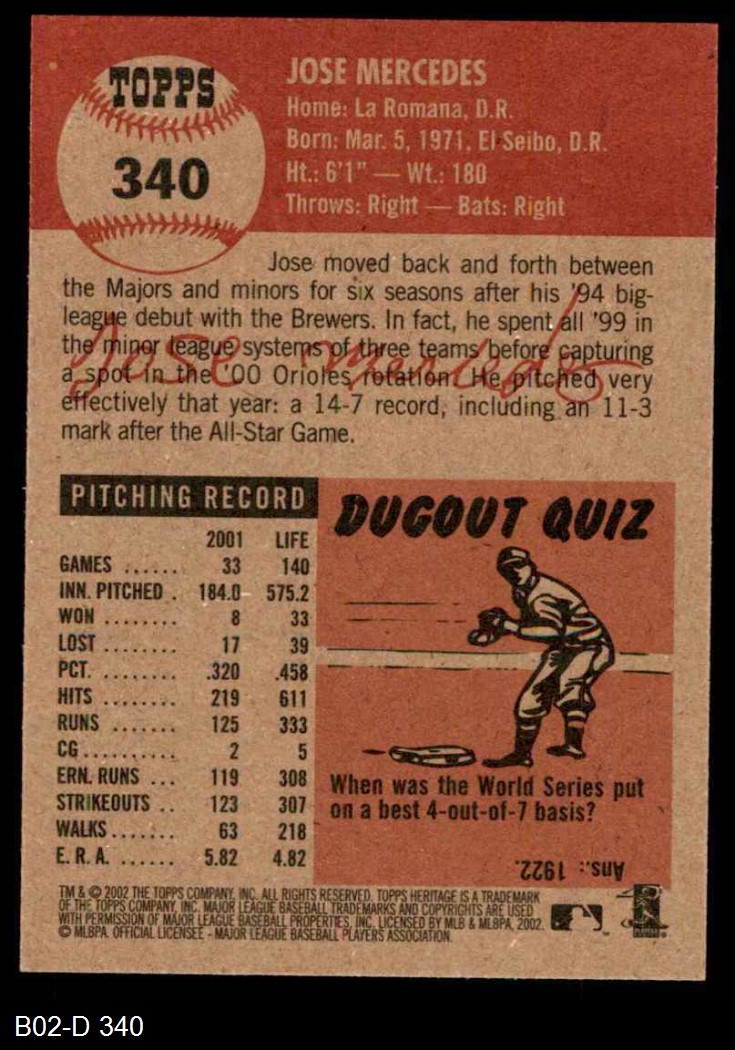 TOPPS
340
JOSE MERCEDES
Home: La Romana, D.R.
Born: Mar. 5, 1971, El Seibo, D.R.
Ht.: 6'1" — Wt.: 180
Throws: Right — Bats: Right
Jose moved back and forth between
the Majors and minors for six seasons after his '94 big-
league debut with the Brewers. In fact, he spent all '99 in
the minor league systems of three teams before capturing
a spot in the '00 Orioles rotation. He pitched very
effectively that year: a 14-7 record, including an 11-3
mark after the All-Star Game.
Jose Mercedes
PITCHING RECORD
2001 LIFE
GAMES ...... 33 140
INN. PITCHED . 184.0 575.2
WON ........ 8 33
LOST ........ 17 39
PCT. ........ .320 .458
HITS ........ 219 611
RUNS ....... 125 333
CG.......... 2 5
ERN. RUNS ... 119 308
STRIKEOUTS .. 123 307
WALKS....... 63 218
E. R. A. ...... 5.82 4.82
DUGOUT QUIZ
When was the World Series put
on a best 4-out-of-7 basis?
Ans.: 1922.
TM & © 2002 THE TOPPS COMPANY, INC. ALL RIGHTS RESERVED. TOPPS HERITAGE IS A TRADEMARK
OF THE TOPPS COMPANY, INC. MAJOR LEAGUE BASEBALL TRADEMARKS AND COPYRIGHTS ARE USED
WITH PERMISSION OF MAJOR LEAGUE BASEBALL PROPERTIES, INC. LICENSED BY MLB & MLBPA, 2002.
© MLBPA. OFFICIAL LICENSEE - MAJOR LEAGUE BASEBALL PLAYERS ASSOCIATION.
B02-D 340